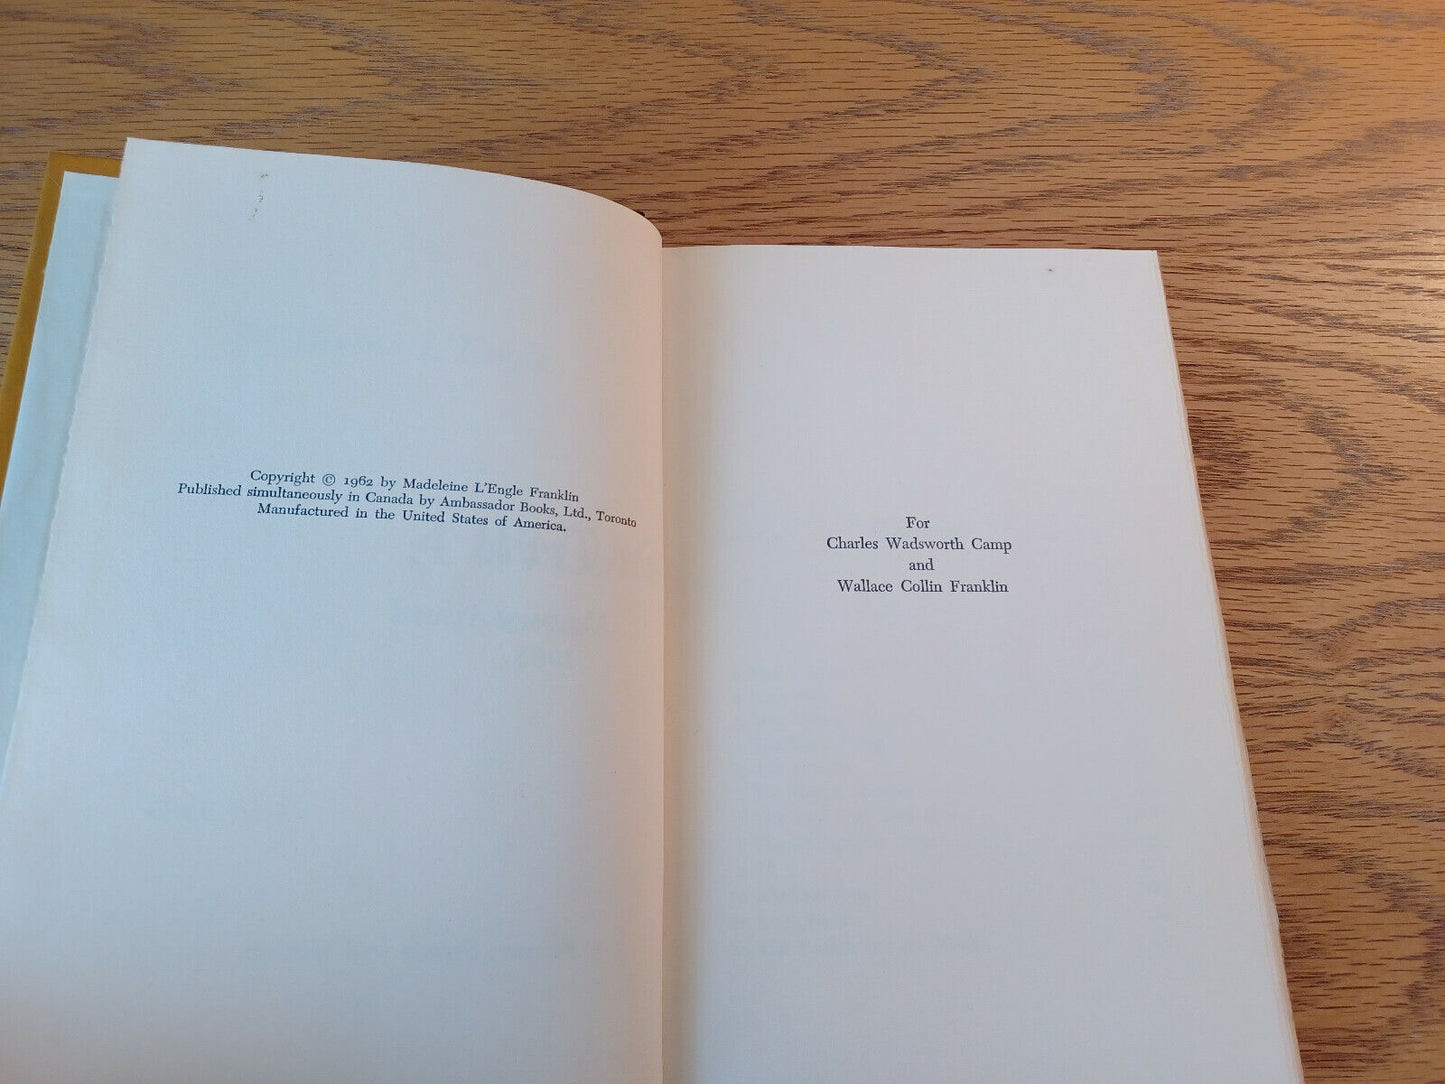 Copyright © 1962 by Madeleine L'Engle Franklin
Published simultaneously in Canada by Ambassador Books, Ltd., Toronto
Manufactured in the United States of America.
For
Charles Wadsworth Camp
and
Wallace Collin Franklin